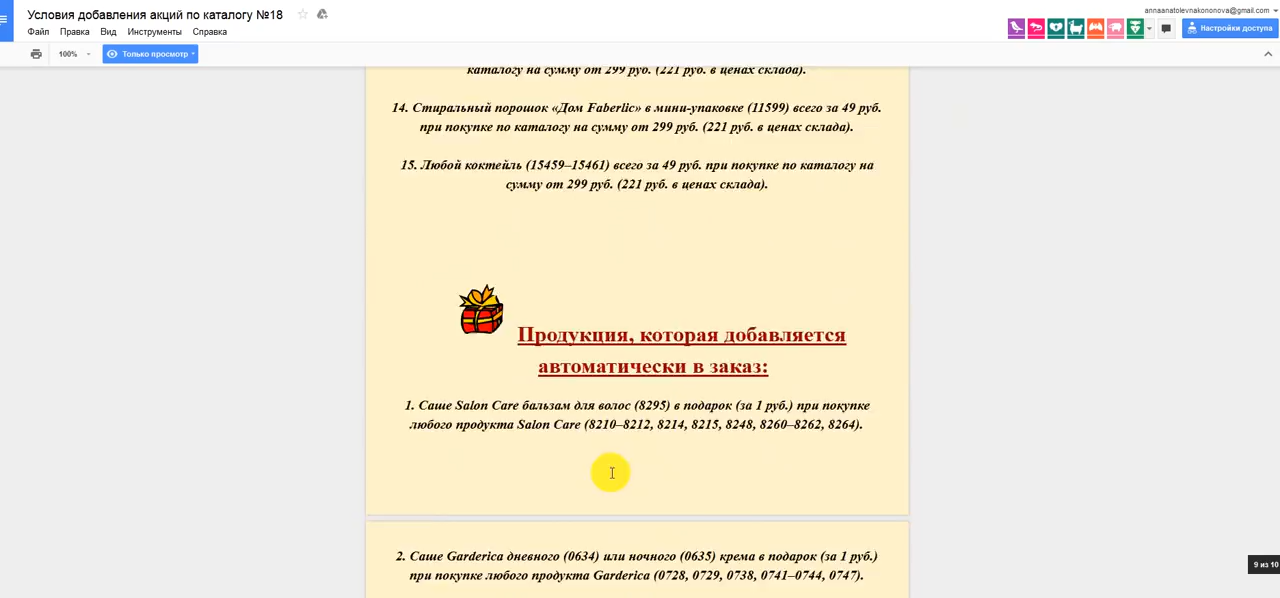 Условия добавления акций по каталогу №18
annaanatolevnakononova@gmail.com
Файл Правка Вид Инструменты Справка
Настройки доступа
100% Только просмотр
каталогу на сумму от 299 руб. (221 руб. в ценах склада).
14. Стиральный порошок «Дом Faberlic» в мини-упаковке (11599) всего за 49 руб.
при покупке по каталогу на сумму от 299 руб. (221 руб. в ценах склада).
15. Любой коктейль (15459–15461) всего за 49 руб. при покупке по каталогу на
сумму от 299 руб. (221 руб. в ценах склада).
Продукция, которая добавляется
автоматически в заказ:
1. Саше Salon Care бальзам для волос (8295) в подарок (за 1 руб.) при покупке
любого продукта Salon Care (8210–8212, 8214, 8215, 8248, 8260–8262, 8264).
2. Саше Garderica дневного (0634) или ночного (0635) крема в подарок (за 1 руб.)
при покупке любого продукта Garderica (0728, 0729, 0738, 0741–0744, 0747).
9 из 10